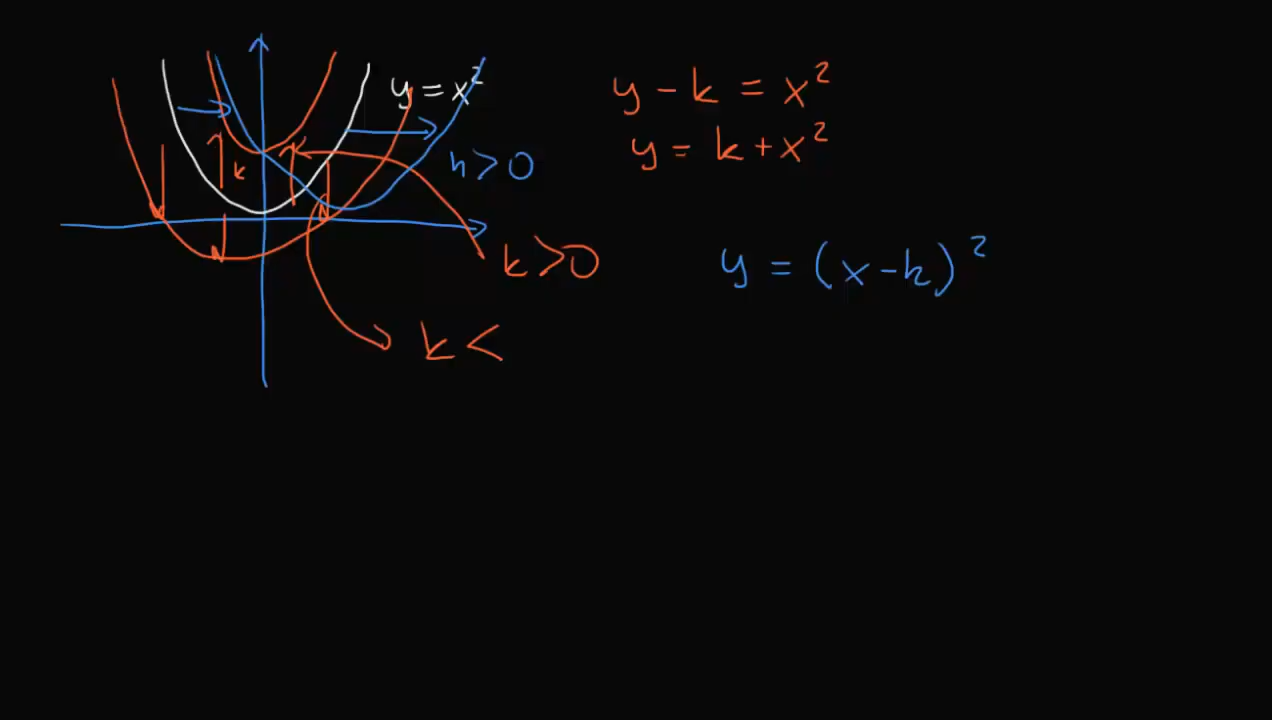 y = x²
y - k = x²
y = k + x²
k
h > 0
k > 0
y = (x - h)²
k <